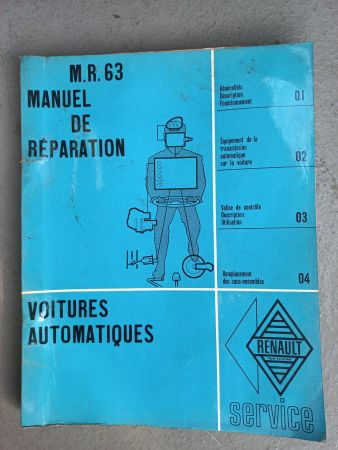 M.R. 63
MANUEL
DE
RÉPARATION
Généralités
Description
Fonctionnement
01
Équipement de la
transmission
automatique
sur la voiture
02
Valise de contrôle
Description
Utilisation
03
Remplacement
des sous-ensembles
04
VOITURES
AUTOMATIQUES
RENAULT
service